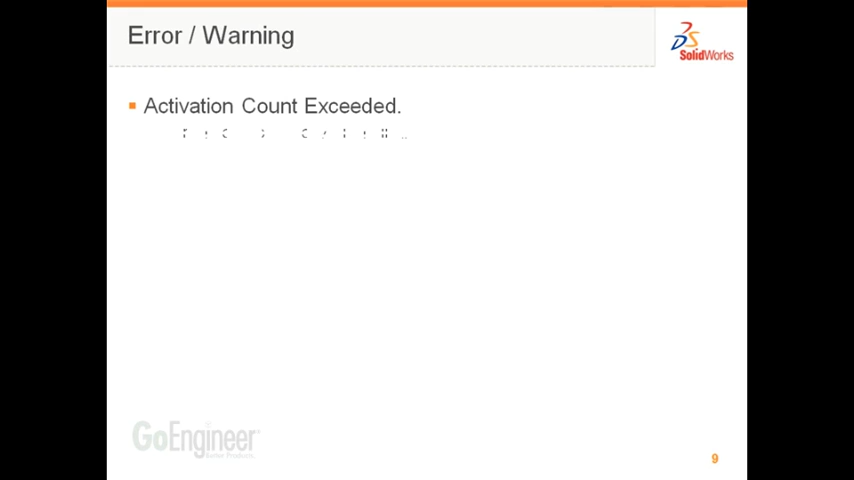 Error / Warning
SolidWorks
Activation Count Exceeded.
GoEngineer
9